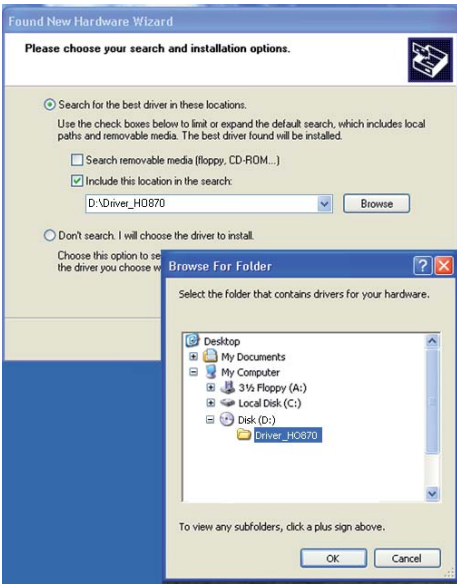 Found New Hardware Wizard
Please choose your search and installation options.
Search for the best driver in these locations.
Use the check boxes below to limit or expand the default search, which includes local
paths and removable media. The best driver found will be installed.
Search removable media (floppy, CD-ROM...)
Include this location in the search:
D:\Driver_HO870
Browse
Don't search. I will choose the driver to install.
Choose this option to se
the driver you choose w
Browse For Folder
Select the folder that contains drivers for your hardware.
Desktop
My Documents
My Computer
3½ Floppy (A:)
Local Disk (C:)
Disk (D:)
Driver_HO870
To view any subfolders, click a plus sign above.
OK
Cancel